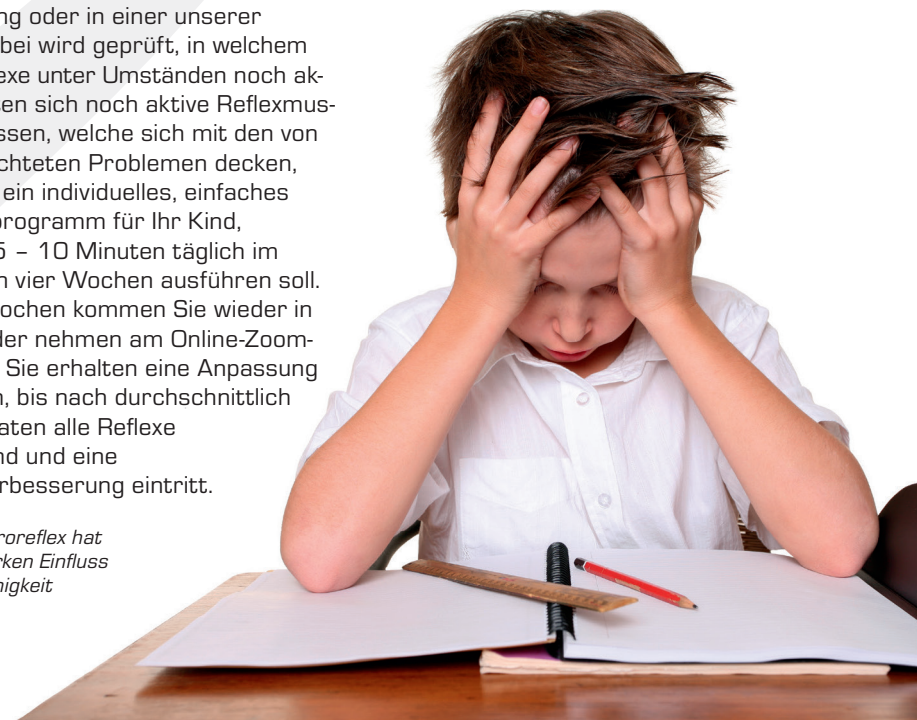 ng oder in einer unserer
bei wird geprüft, in welchem
exe unter Umständen noch ak-
ten sich noch aktive Reflexmus-
ssen, welche sich mit den von
chteten Problemen decken,
ein individuelles, einfaches
programm für Ihr Kind,
5 – 10 Minuten täglich im
n vier Wochen ausführen soll.
ochen kommen Sie wieder in
der nehmen am Online-Zoom-
Sie erhalten eine Anpassung
n, bis nach durchschnittlich
aten alle Reflexe
nd und eine
rbesserung eintritt.
roreflex hat
rken Einfluss
nigkeit